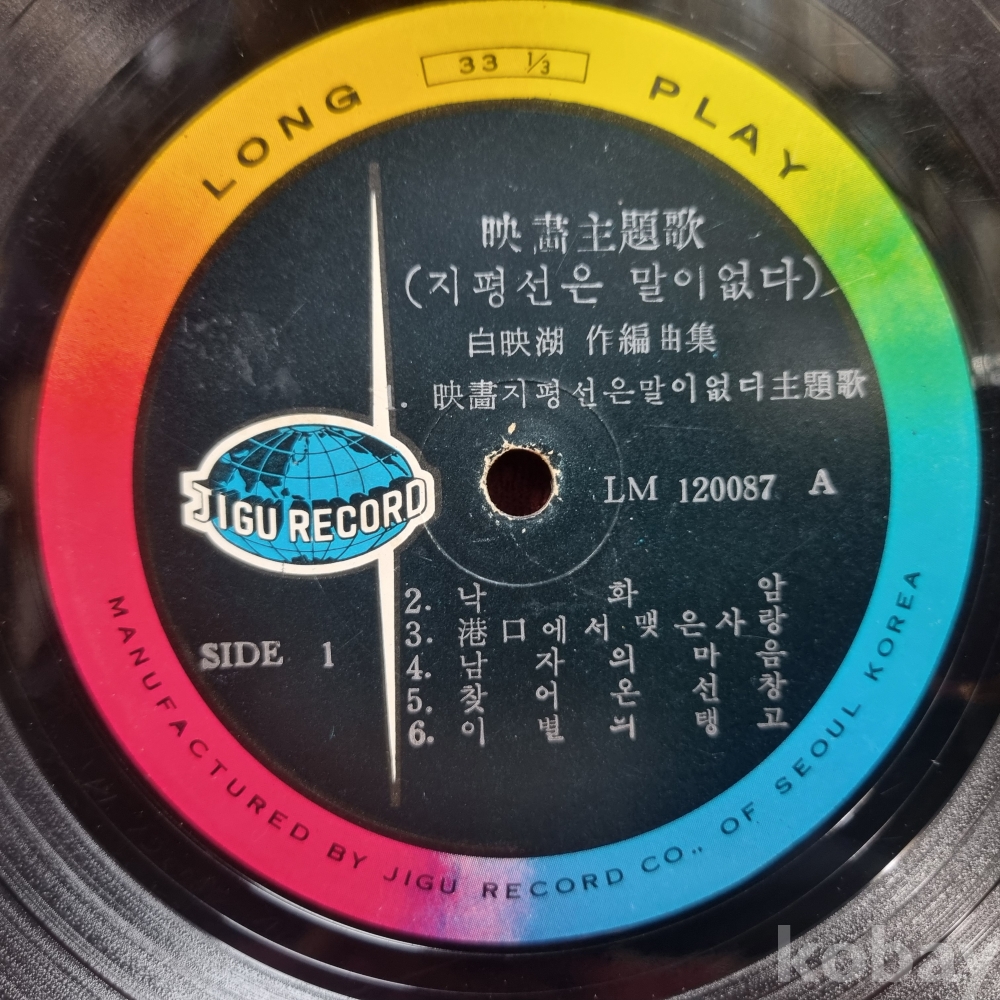 LONG PLAY
33 1/3
映畵主題歌
(지평선은 말이없다)
白映湖 作編曲集
1. 映畵지평선은말이없다主題歌
JIGU RECORD
LM 120087 A
SIDE 1
2. 낙화암
3. 港口에서맺은사랑
4. 남자의마음
5. 찾어온선창
6. 이별늬탱고
MANUFACTURED BY JIGU RECORD CO., OF SEOUL KOREA
kobay